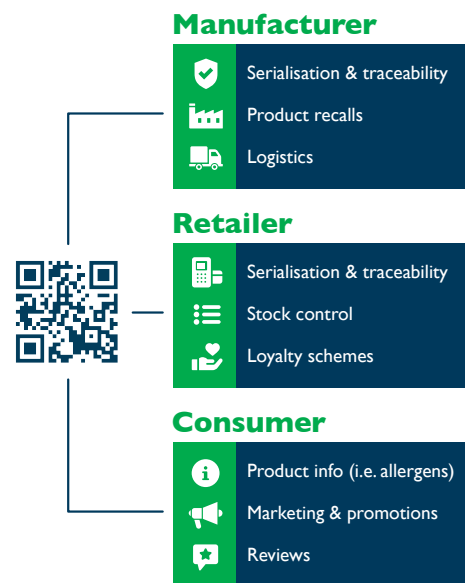 Manufacturer
Serialisation & traceability
Product recalls
Logistics
Retailer
Serialisation & traceability
Stock control
Loyalty schemes
Consumer
Product info (i.e. allergens)
Marketing & promotions
Reviews